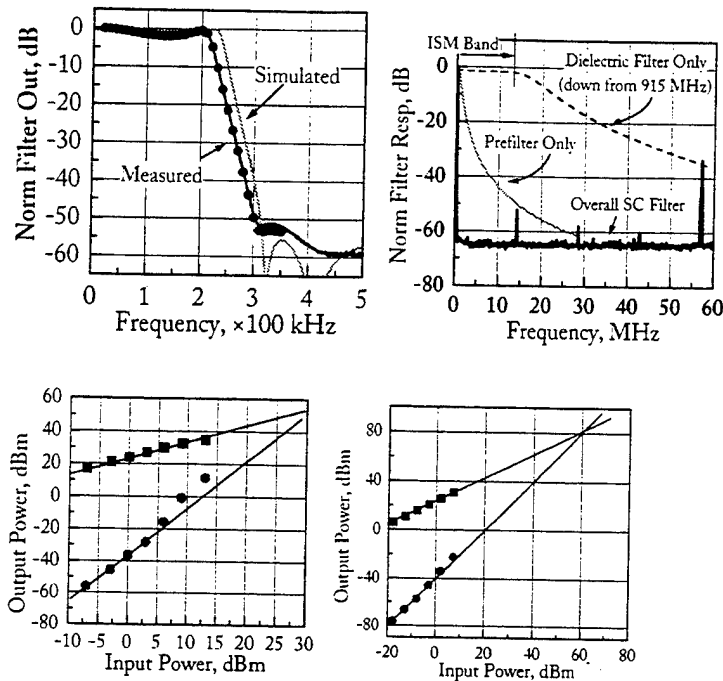 Norm Filter Out, dB
0
-10
-20
-30
-40
-50
-60
Simulated
Measured
0 1 2 3 4 5
Frequency, ×100 kHz
ISM Band
Norm Filter Resp, dB
0
-20
-40
-60
-80
Dielectric Filter Only
(down from 915 MHz)
Prefilter Only
Overall SC Filter
0 10 20 30 40 50 60
Frequency, MHz
Output Power, dBm
60
40
20
0
-20
-40
-60
-80
-10 -5 0 5 10 15 20 25 30
Input Power, dBm
Output Power, dBm
80
40
0
-40
-80
-20 0 20 40 60 80
Input Power, dBm